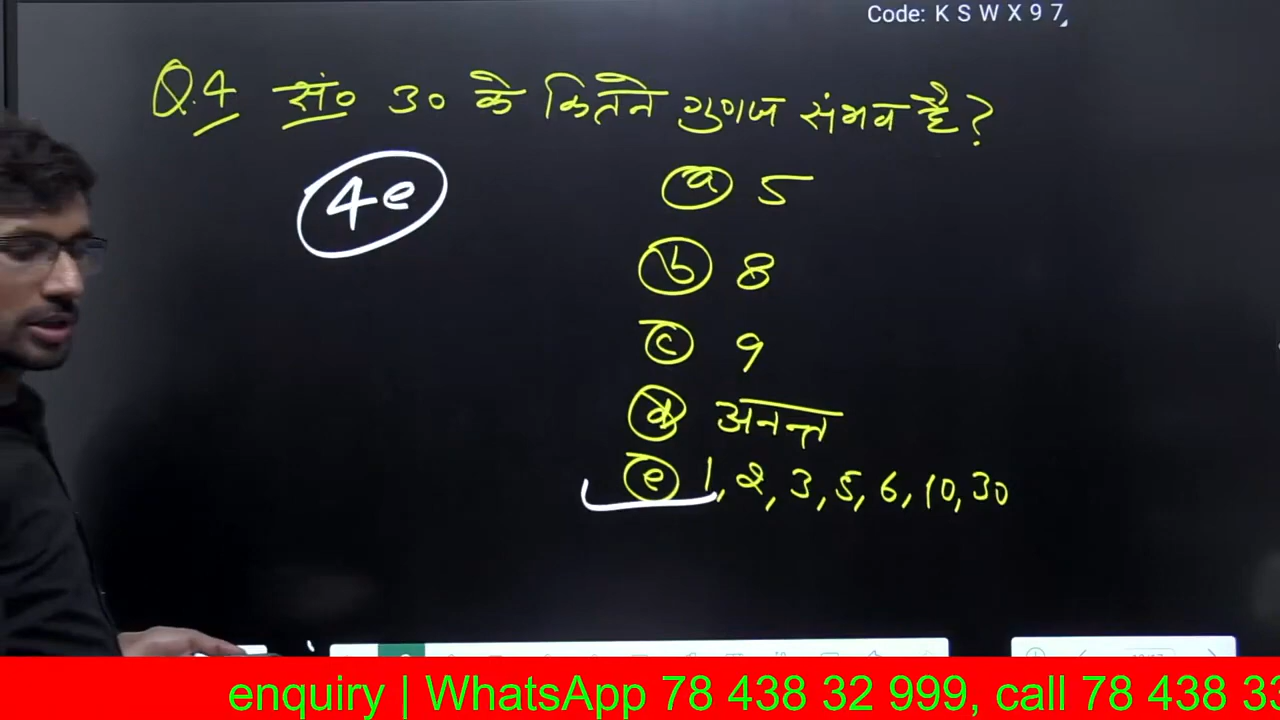 Code: K S W X 9 7
Q.4 सं० 30 के कितने गुणज संभव है?
4e
a 5
b 8
c 9
d अनन्त
e 1, 2, 3, 5, 6, 10, 30
enquiry | WhatsApp 78 438 32 999, call 78 438 33